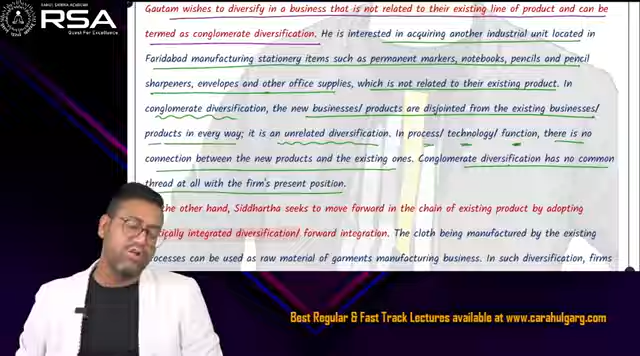 RAHUL SHARMA ACADEMY
RSA
Quest For Excellence
Gautam wishes to diversify in a business that is not related to their existing line of product and can be
termed as conglomerate diversification. He is interested in acquiring another industrial unit located in
Faridabad manufacturing stationery items such as permanent markers, notebooks, pencils and pencil
sharpeners, envelopes and other office supplies, which is not related to their existing product. In
conglomerate diversification, the new businesses/ products are disjointed from the existing businesses/
products in every way; it is an unrelated diversification. In process/ technology/ function, there is no
connection between the new products and the existing ones. Conglomerate diversification has no common
thread at all with the firm's present position.
the other hand, Siddhartha seeks to move forward in the chain of existing product by adopting
integrated diversification/ forward integration. The cloth being manufactured by the existing
processes can be used as raw material of garments manufacturing business. In such diversification, firms
Best Regular & Fast Track Lectures available at www.carahulgarg.com